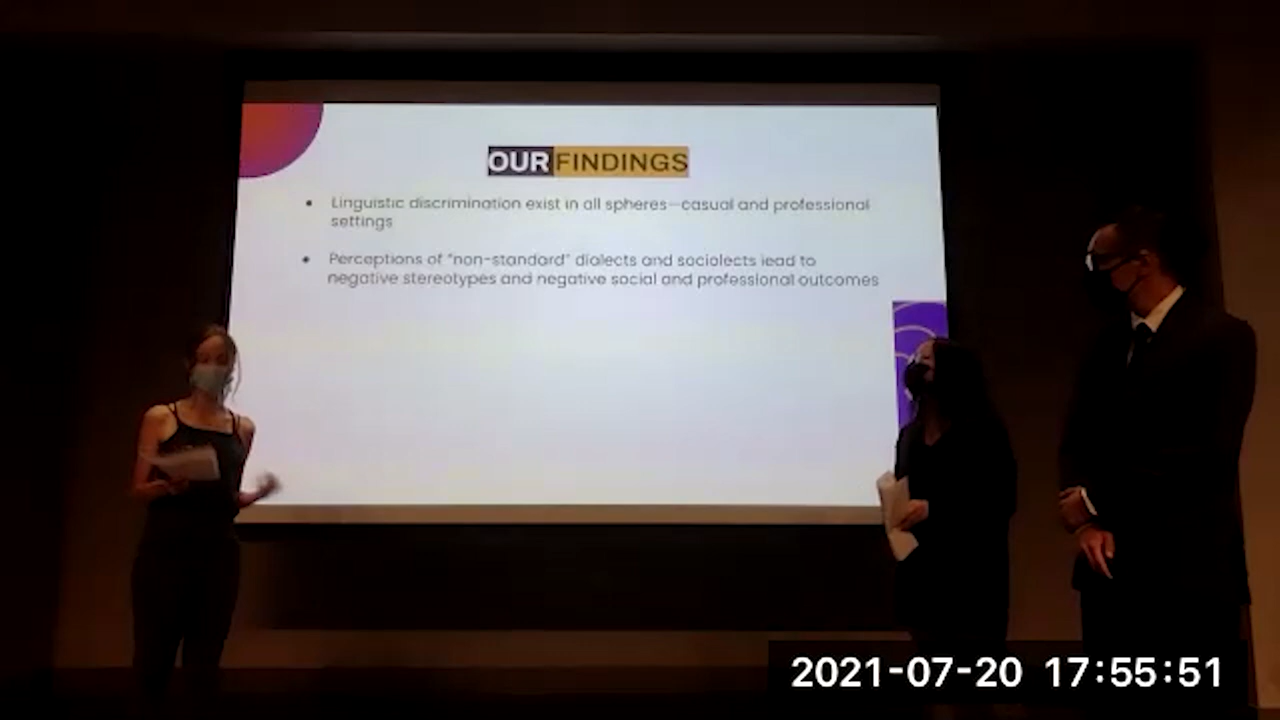 OUR FINDINGS
• Linguistic discrimination exist in all spheres—casual and professional
settings
• Perceptions of "non-standard" dialects and sociolects lead to
negative stereotypes and negative social and professional outcomes
2021-07-20 17:55:51